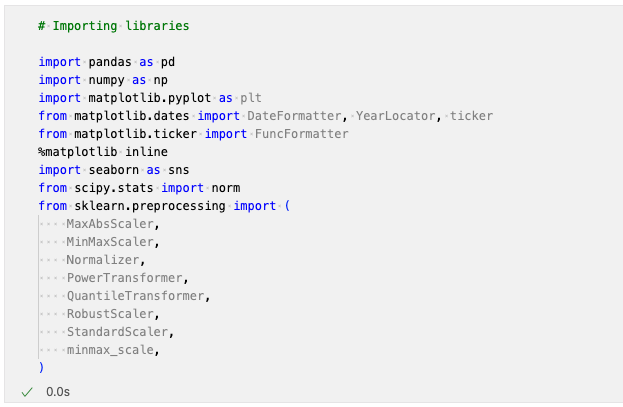 # Importing libraries
import pandas as pd
import numpy as np
import matplotlib.pyplot as plt
from matplotlib.dates import DateFormatter, YearLocator, ticker
from matplotlib.ticker import FuncFormatter
%matplotlib inline
import seaborn as sns
from scipy.stats import norm
from sklearn.preprocessing import (
    MaxAbsScaler,
    MinMaxScaler,
    Normalizer,
    PowerTransformer,
    QuantileTransformer,
    RobustScaler,
    StandardScaler,
    minmax_scale,
)
0.0s